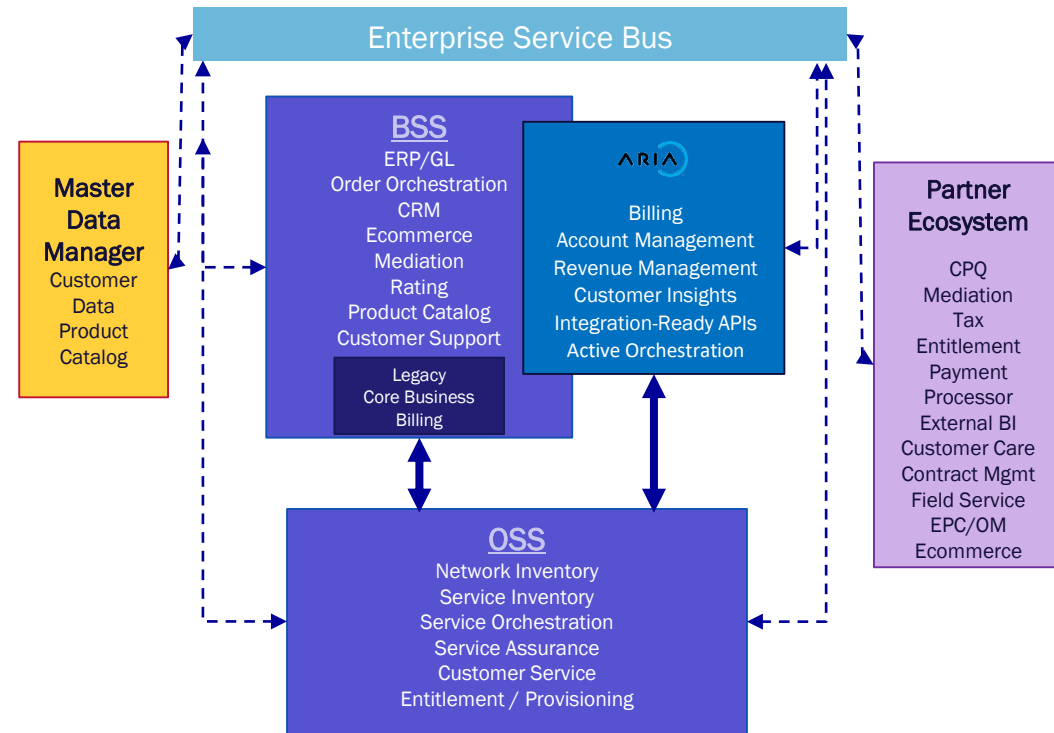 Enterprise Service Bus
BSS
ERP/GL
Order Orchestration
CRM
Ecommerce
Mediation
Rating
Product Catalog
Customer Support
Legacy
Core Business
Billing
ARIA
Billing
Account Management
Revenue Management
Customer Insights
Integration-Ready APIs
Active Orchestration
Master
Data
Manager
Customer
Data
Product
Catalog
Partner
Ecosystem
CPQ
Mediation
Tax
Entitlement
Payment
Processor
External BI
Customer Care
Contract Mgmt
Field Service
EPC/OM
Ecommerce
OSS
Network Inventory
Service Inventory
Service Orchestration
Service Assurance
Customer Service
Entitlement / Provisioning